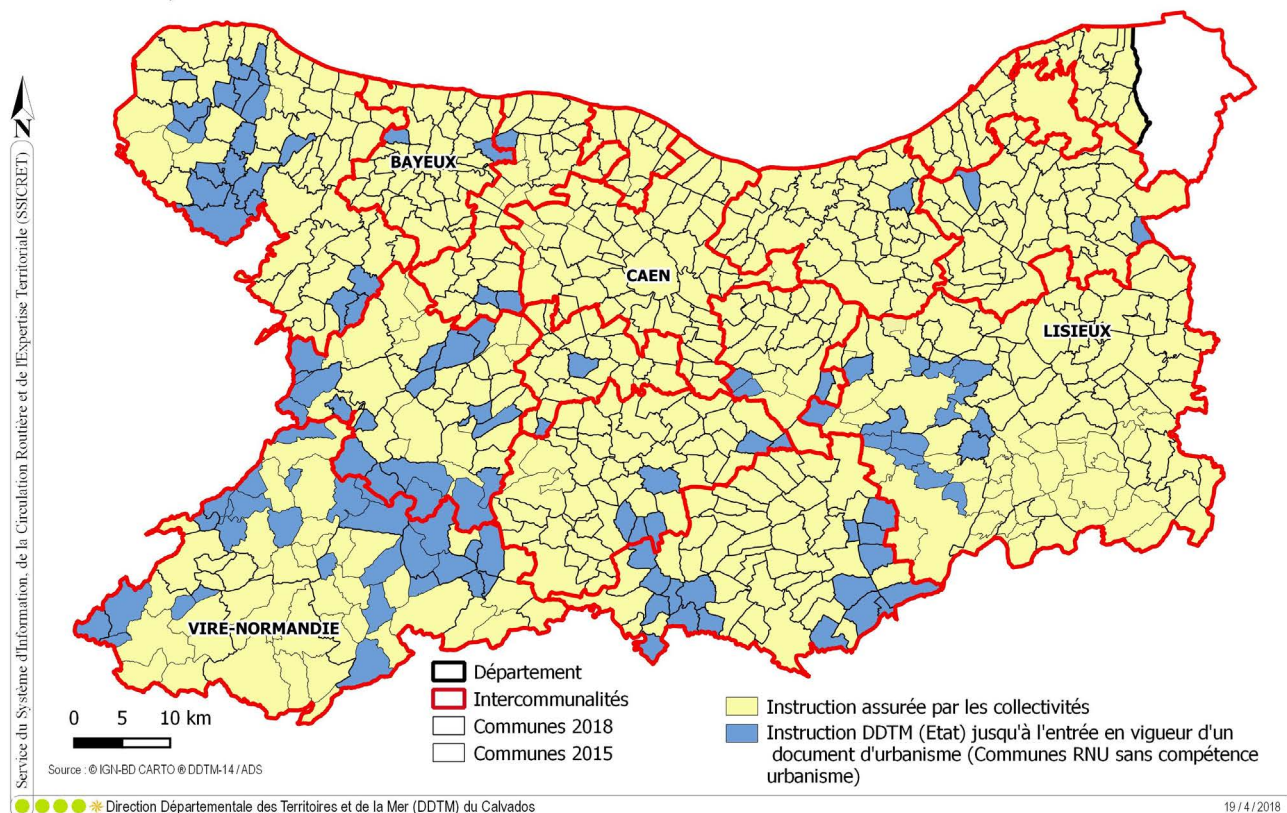 Service du Système d'Information, de la Circulation Routière et de l'Expertise Territoriale (SSICRET)
N
BAYEUX
CAEN
LISIEUX
VIRE-NORMANDIE
0 5 10 km
Source : © IGN-BD CARTO ® DDTM-14 / ADS
Département
Intercommunalités
Communes 2018
Communes 2015
Instruction assurée par les collectivités
Instruction DDTM (Etat) jusqu'à l'entrée en vigueur d'un
document d'urbanisme (Communes RNU sans compétence
urbanisme)
Direction Départementale des Territoires et de la Mer (DDTM) du Calvados
19 / 4 / 2018